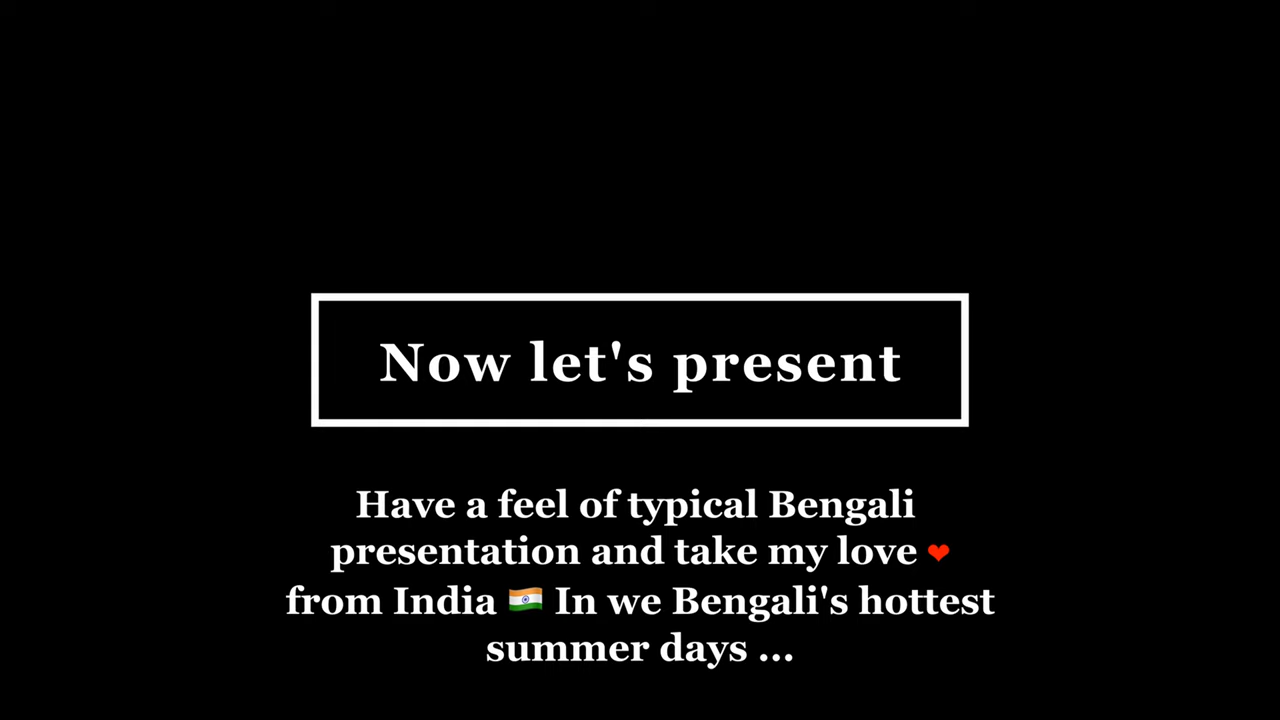 Now let's present
Have a feel of typical Bengali
presentation and take my love ❤
from India 🇮🇳 In we Bengali's hottest
summer days ...